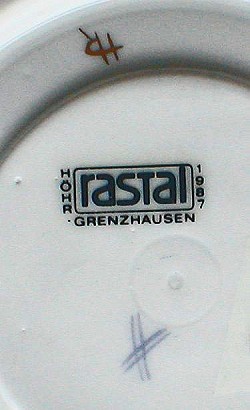 HÖHR
rastal
1987
·GRENZHAUSEN